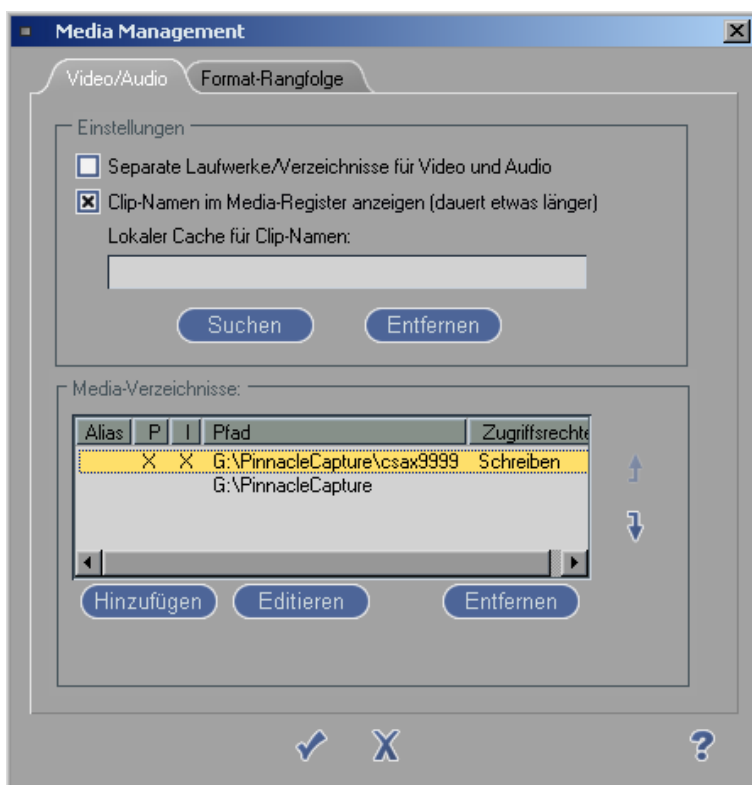 Media Management
Video/Audio Format-Rangfolge
Einstellungen
Separate Laufwerke/Verzeichnisse für Video und Audio
Clip-Namen im Media-Register anzeigen (dauert etwas länger)
Lokaler Cache für Clip-Namen:
Suchen Entfernen
Media-Verzeichnisse:
Alias P I Pfad Zugriffsrechte
X X G:\PinnacleCapture\csax9999 Schreiben
G:\PinnacleCapture
Hinzufügen Editieren Entfernen
?